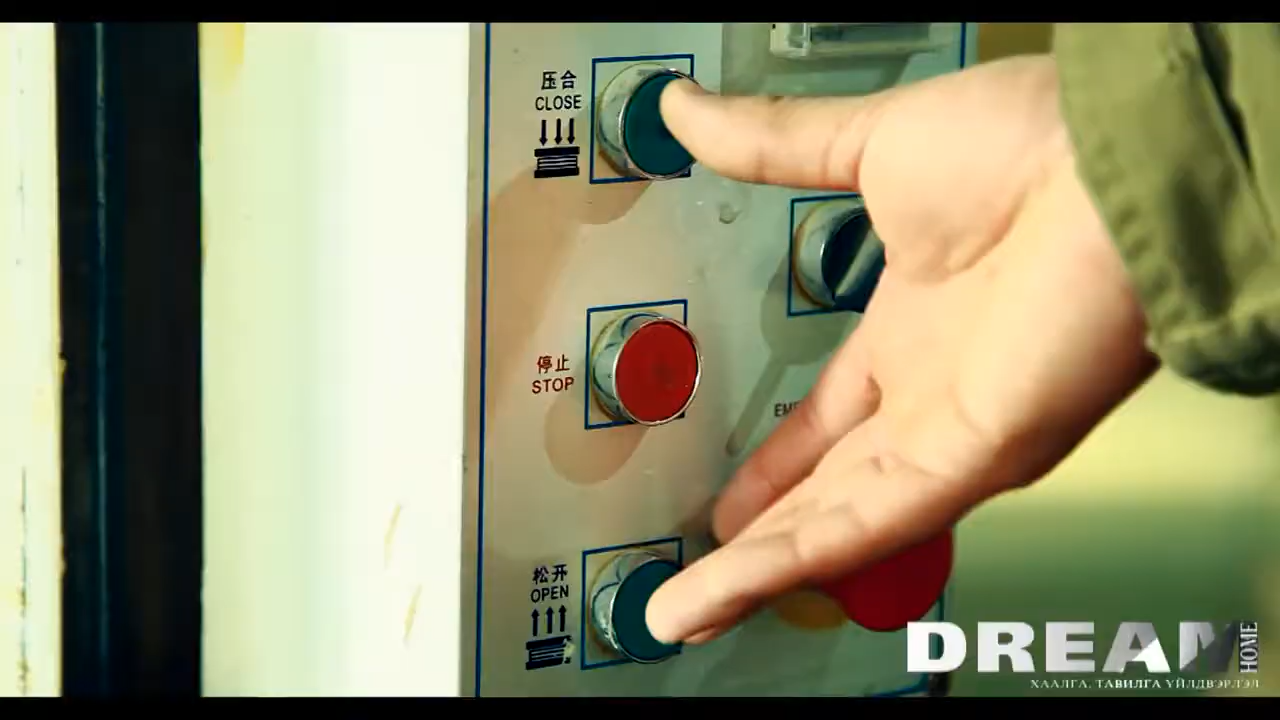 压合
CLOSE
停止
STOP
松开
OPEN
DREAM
HOME
ХААЛГА, ТАВИЛГА ҮЙЛДВЭРЛЭЛ